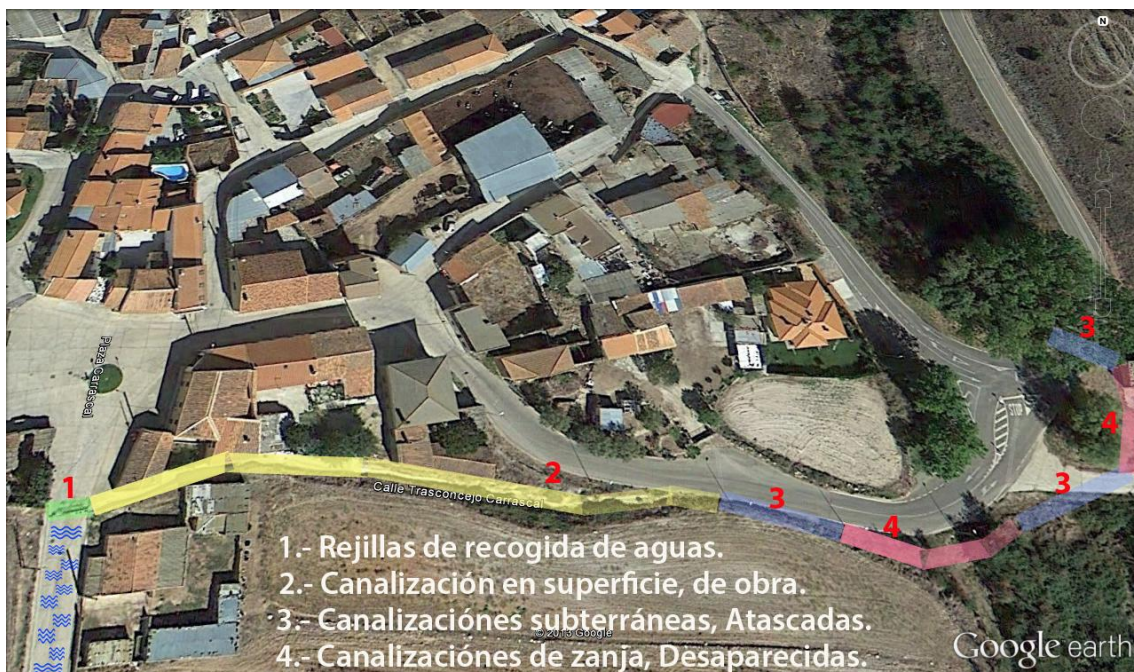 N
Plaza Carrascal
3
STOP
4
1
2
3
Calle Trasconcejo Carrascal
3
4
1.- Rejillas de recogida de aguas.
2.- Canalización en superficie, de obra.
3.- Canalizaciónes subterráneas, Atascadas.
© 2013 Google
4.- Canalizaciónes de zanja, Desaparecidas.
Google earth